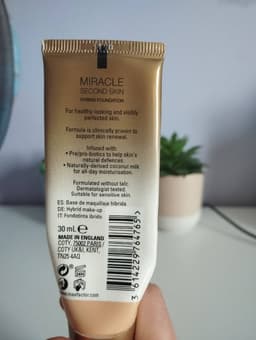 MIRACLE
SECOND SKIN
HYBRID FOUNDATION
For healthy-looking and visibly
perfected skin.
Formula is clinically proven to
support skin renewal.
Infused with
• Pre/pro-biotics to help skin's
natural defences.
• Naturally-derived coconut milk
for all-day moisturisation.
Formulated without talc.
Dermatologist tested
Suitable for sensitive skin.
ES: Base de maquillaje híbrida
DE: Hybrid make-up
IT: Fondotinta ibrido
30 mL e
MADE IN ENGLAND
COTY, 75002 PARIS /
COTY UK&I, KENT,
TN25 4AQ
3 614229 764765